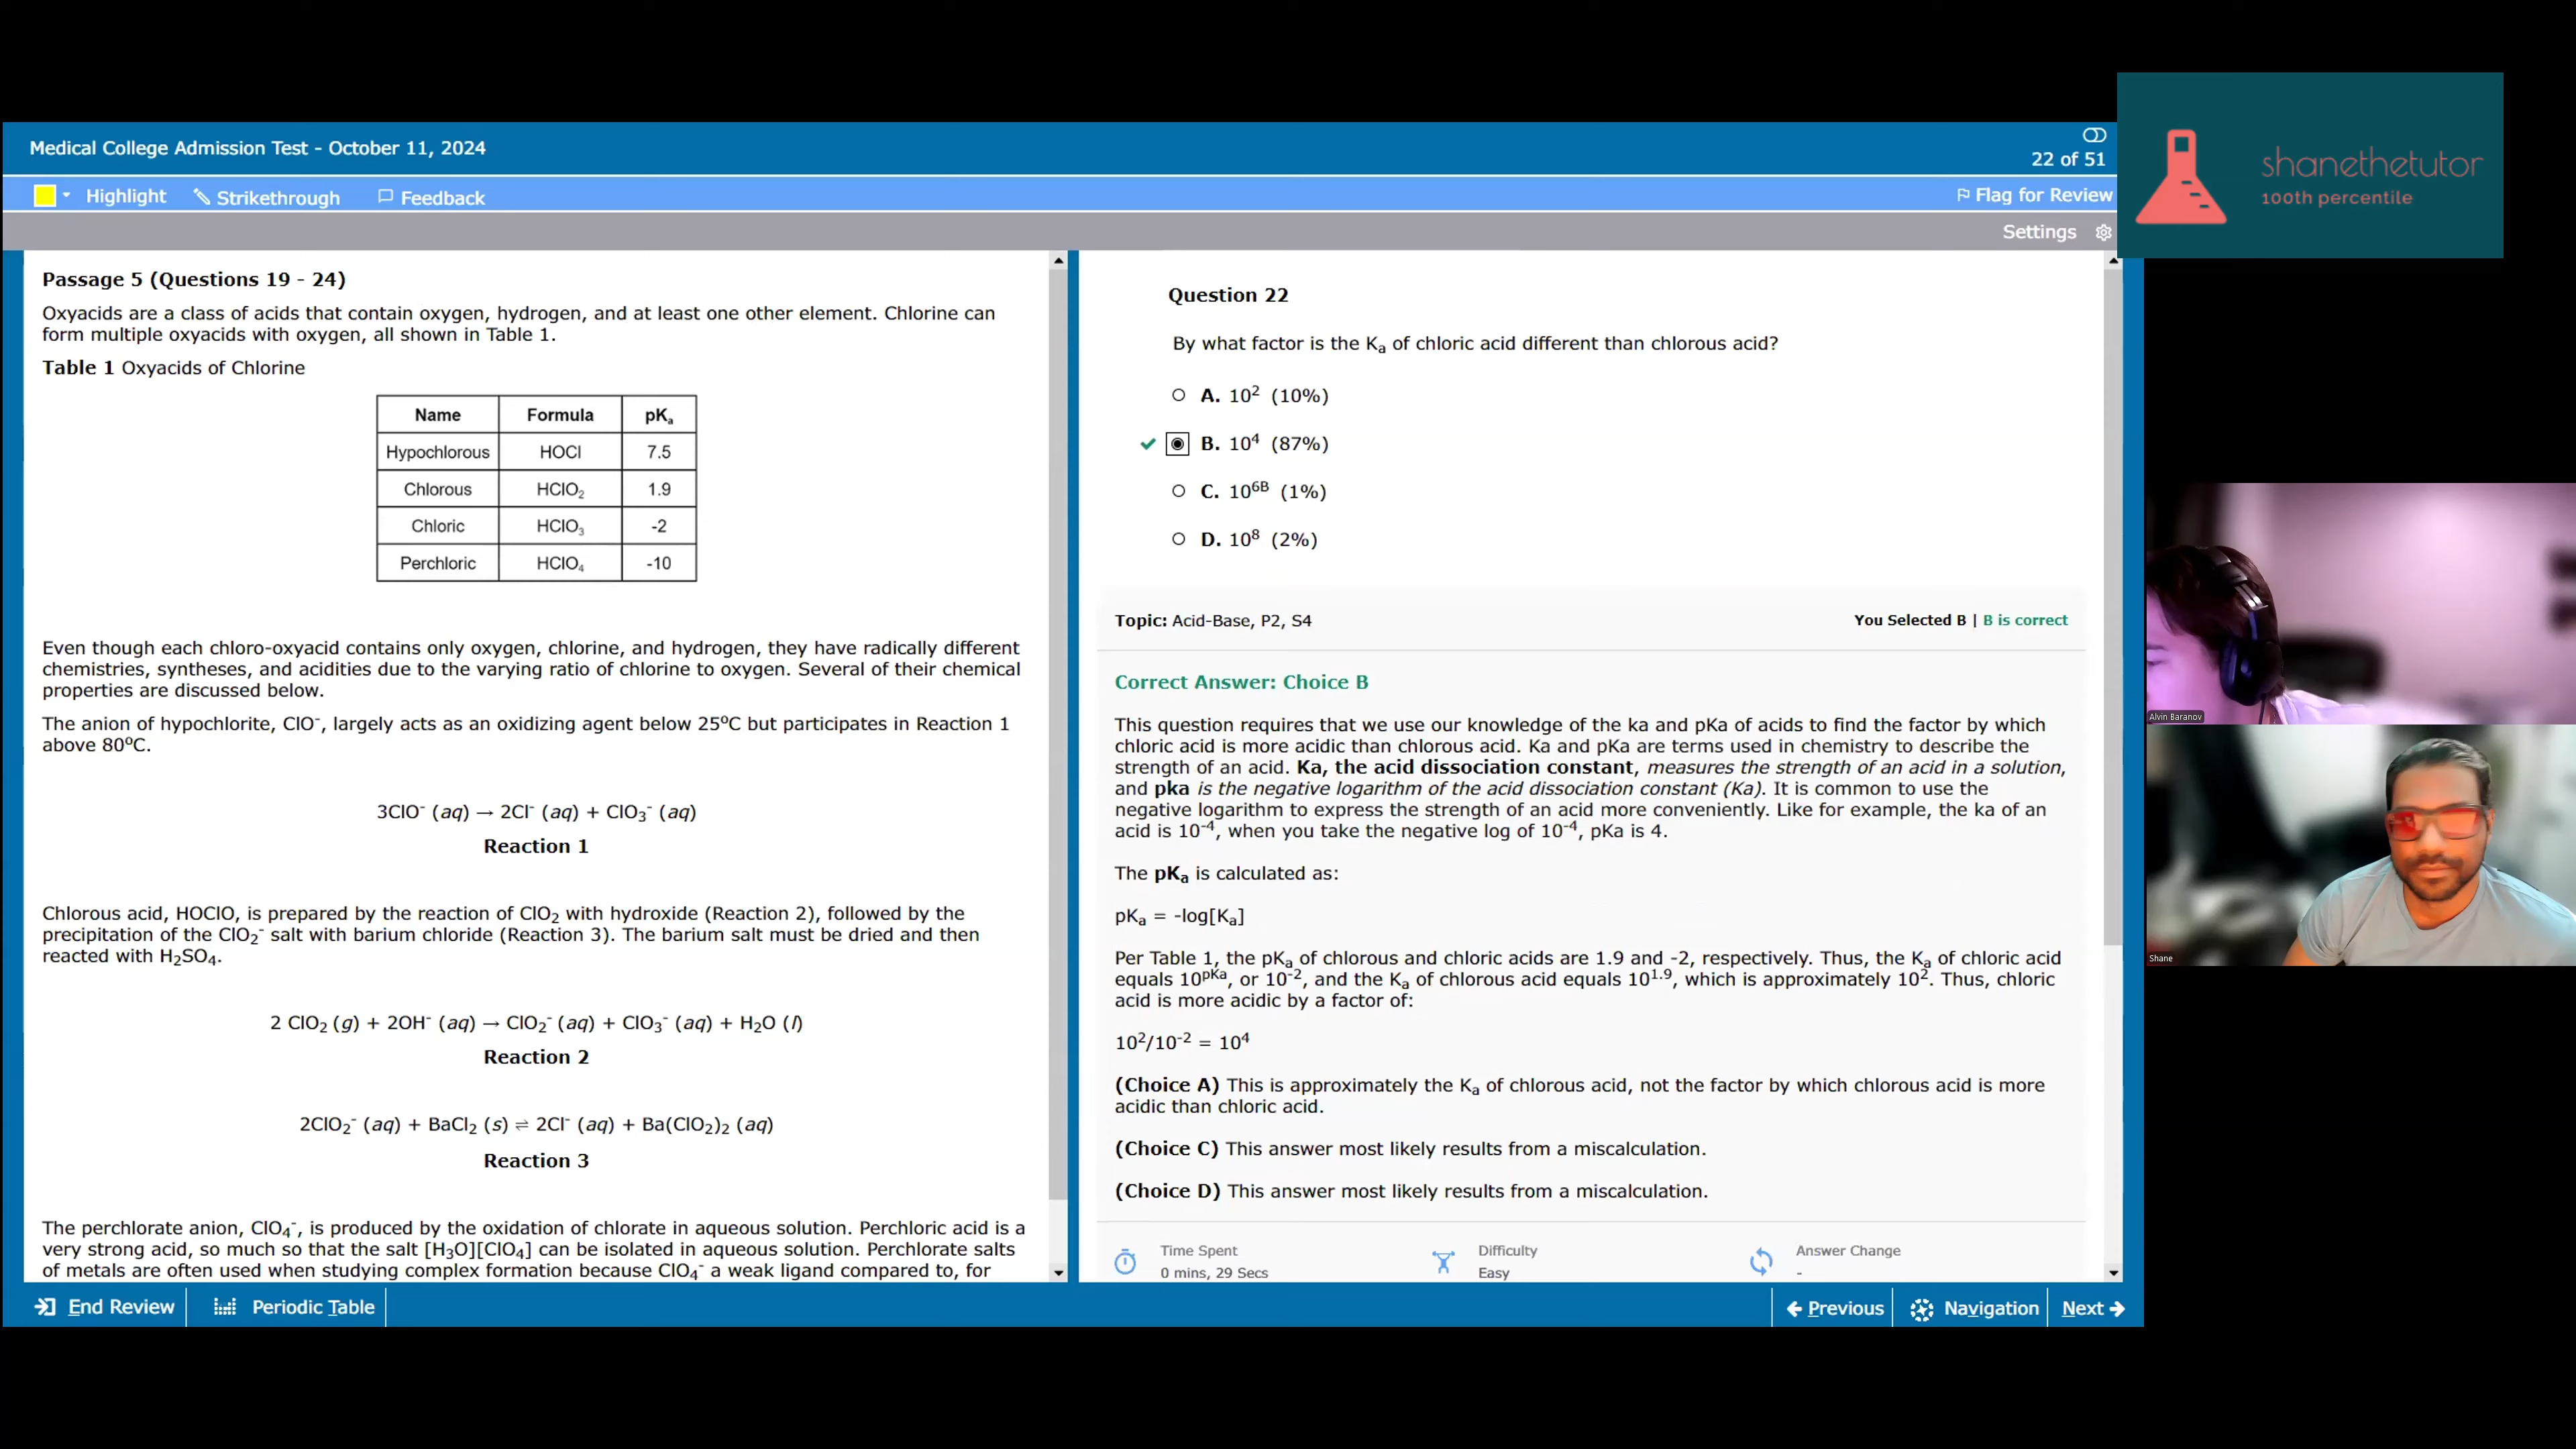 Medical College Admission Test - October 11, 2024
22 of 51
Highlight
Strikethrough
Feedback
Flag for Review
Settings
shanethetutor
100th percentile
Passage 5 (Questions 19 - 24)
Oxyacids are a class of acids that contain oxygen, hydrogen, and at least one other element. Chlorine can
form multiple oxyacids with oxygen, all shown in Table 1.
Table 1 Oxyacids of Chlorine
Name Formula pKₐ
Hypochlorous HOCl 7.5
Chlorous HClO₂ 1.9
Chloric HClO₃ -2
Perchloric HClO₄ -10
Even though each chloro-oxyacid contains only oxygen, chlorine, and hydrogen, they have radically different
chemistries, syntheses, and acidities due to the varying ratio of chlorine to oxygen. Several of their chemical
properties are discussed below.
The anion of hypochlorite, ClO⁻, largely acts as an oxidizing agent below 25ºC but participates in Reaction 1
above 80ºC.
3ClO⁻ (aq) → 2Cl⁻ (aq) + ClO₃⁻ (aq)
Reaction 1
Chlorous acid, HOClO, is prepared by the reaction of ClO₂ with hydroxide (Reaction 2), followed by the
precipitation of the ClO₂⁻ salt with barium chloride (Reaction 3). The barium salt must be dried and then
reacted with H₂SO₄.
2 ClO₂ (g) + 2OH⁻ (aq) → ClO₂⁻ (aq) + ClO₃⁻ (aq) + H₂O (l)
Reaction 2
2ClO₂⁻ (aq) + BaCl₂ (s) ⇌ 2Cl⁻ (aq) + Ba(ClO₂)₂ (aq)
Reaction 3
The perchlorate anion, ClO₄⁻, is produced by the oxidation of chlorate in aqueous solution. Perchloric acid is a
very strong acid, so much so that the salt [H₃O][ClO₄] can be isolated in aqueous solution. Perchlorate salts
of metals are often used when studying complex formation because ClO₄⁻ a weak ligand compared to, for
Question 22
By what factor is the Kₐ of chloric acid different than chlorous acid?
A. 10² (10%)
B. 10⁴ (87%)
C. 10⁶ᴮ (1%)
D. 10⁸ (2%)
Topic: Acid-Base, P2, S4
You Selected B | B is correct
Correct Answer: Choice B
This question requires that we use our knowledge of the ka and pKa of acids to find the factor by which
chloric acid is more acidic than chlorous acid. Ka and pKa are terms used in chemistry to describe the
strength of an acid. Ka, the acid dissociation constant, measures the strength of an acid in a solution,
and pka is the negative logarithm of the acid dissociation constant (Ka). It is common to use the
negative logarithm to express the strength of an acid more conveniently. Like for example, the ka of an
acid is 10⁻⁴, when you take the negative log of 10⁻⁴, pKa is 4.
The pKₐ is calculated as:
pKₐ = -log[Kₐ]
Per Table 1, the pKₐ of chlorous and chloric acids are 1.9 and -2, respectively. Thus, the Kₐ of chloric acid
equals 10ᵖᴷᵃ, or 10⁻², and the Kₐ of chlorous acid equals 10¹·⁹, which is approximately 10². Thus, chloric
acid is more acidic by a factor of:
10²/10⁻² = 10⁴
(Choice A) This is approximately the Kₐ of chlorous acid, not the factor by which chlorous acid is more
acidic than chloric acid.
(Choice C) This answer most likely results from a miscalculation.
(Choice D) This answer most likely results from a miscalculation.
Time Spent
0 mins, 29 Secs
Difficulty
Easy
Answer Change
-
Alvin Baranov
Shane
End Review
Periodic Table
Previous
Navigation
Next